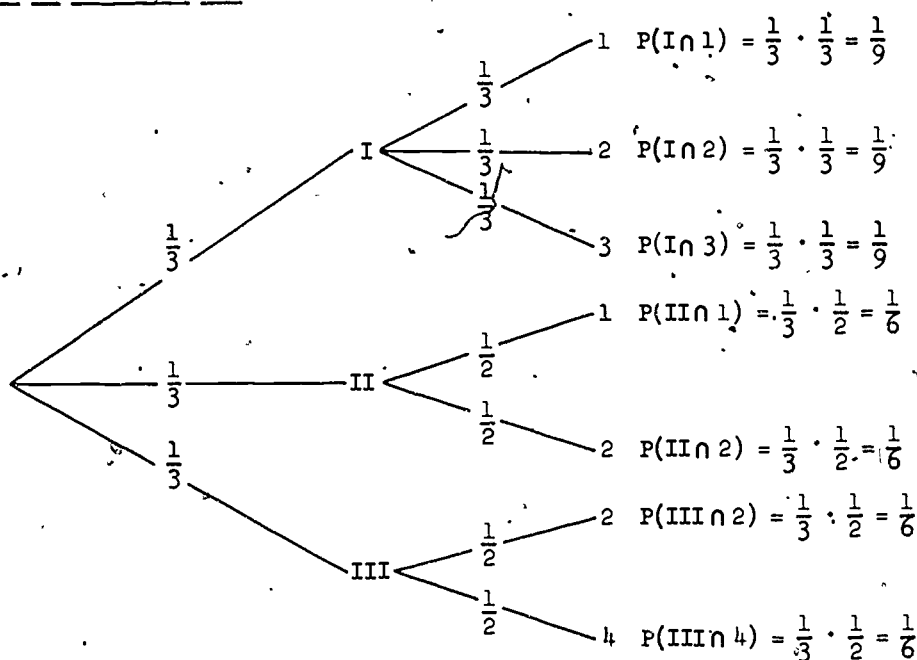 1/3 1 P(I∩1) = 1/3 · 1/3 = 1/9
I 1/3 2 P(I∩2) = 1/3 · 1/3 = 1/9
1/3 3 P(I∩3) = 1/3 · 1/3 = 1/9
1/3
1/2 1 P(II∩1) = 1/3 · 1/2 = 1/6
1/3 II
1/2 2 P(II∩2) = 1/3 · 1/2 = 1/6
1/3
1/2 2 P(III∩2) = 1/3 · 1/2 = 1/6
III
1/2 4 P(III∩4) = 1/3 · 1/2 = 1/6